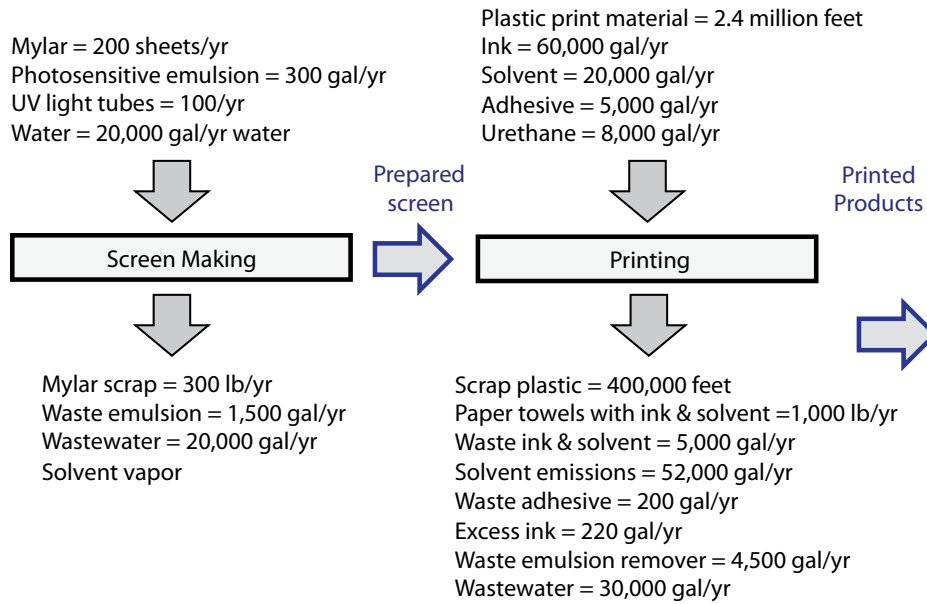 Mylar = 200 sheets/yr
Photosensitive emulsion = 300 gal/yr
UV light tubes = 100/yr
Water = 20,000 gal/yr water
Plastic print material = 2.4 million feet
Ink = 60,000 gal/yr
Solvent = 20,000 gal/yr
Adhesive = 5,000 gal/yr
Urethane = 8,000 gal/yr
Prepared
screen
Printed
Products
Screen Making
Printing
Mylar scrap = 300 lb/yr
Waste emulsion = 1,500 gal/yr
Wastewater = 20,000 gal/yr
Solvent vapor
Scrap plastic = 400,000 feet
Paper towels with ink & solvent =1,000 lb/yr
Waste ink & solvent = 5,000 gal/yr
Solvent emissions = 52,000 gal/yr
Waste adhesive = 200 gal/yr
Excess ink = 220 gal/yr
Waste emulsion remover = 4,500 gal/yr
Wastewater = 30,000 gal/yr